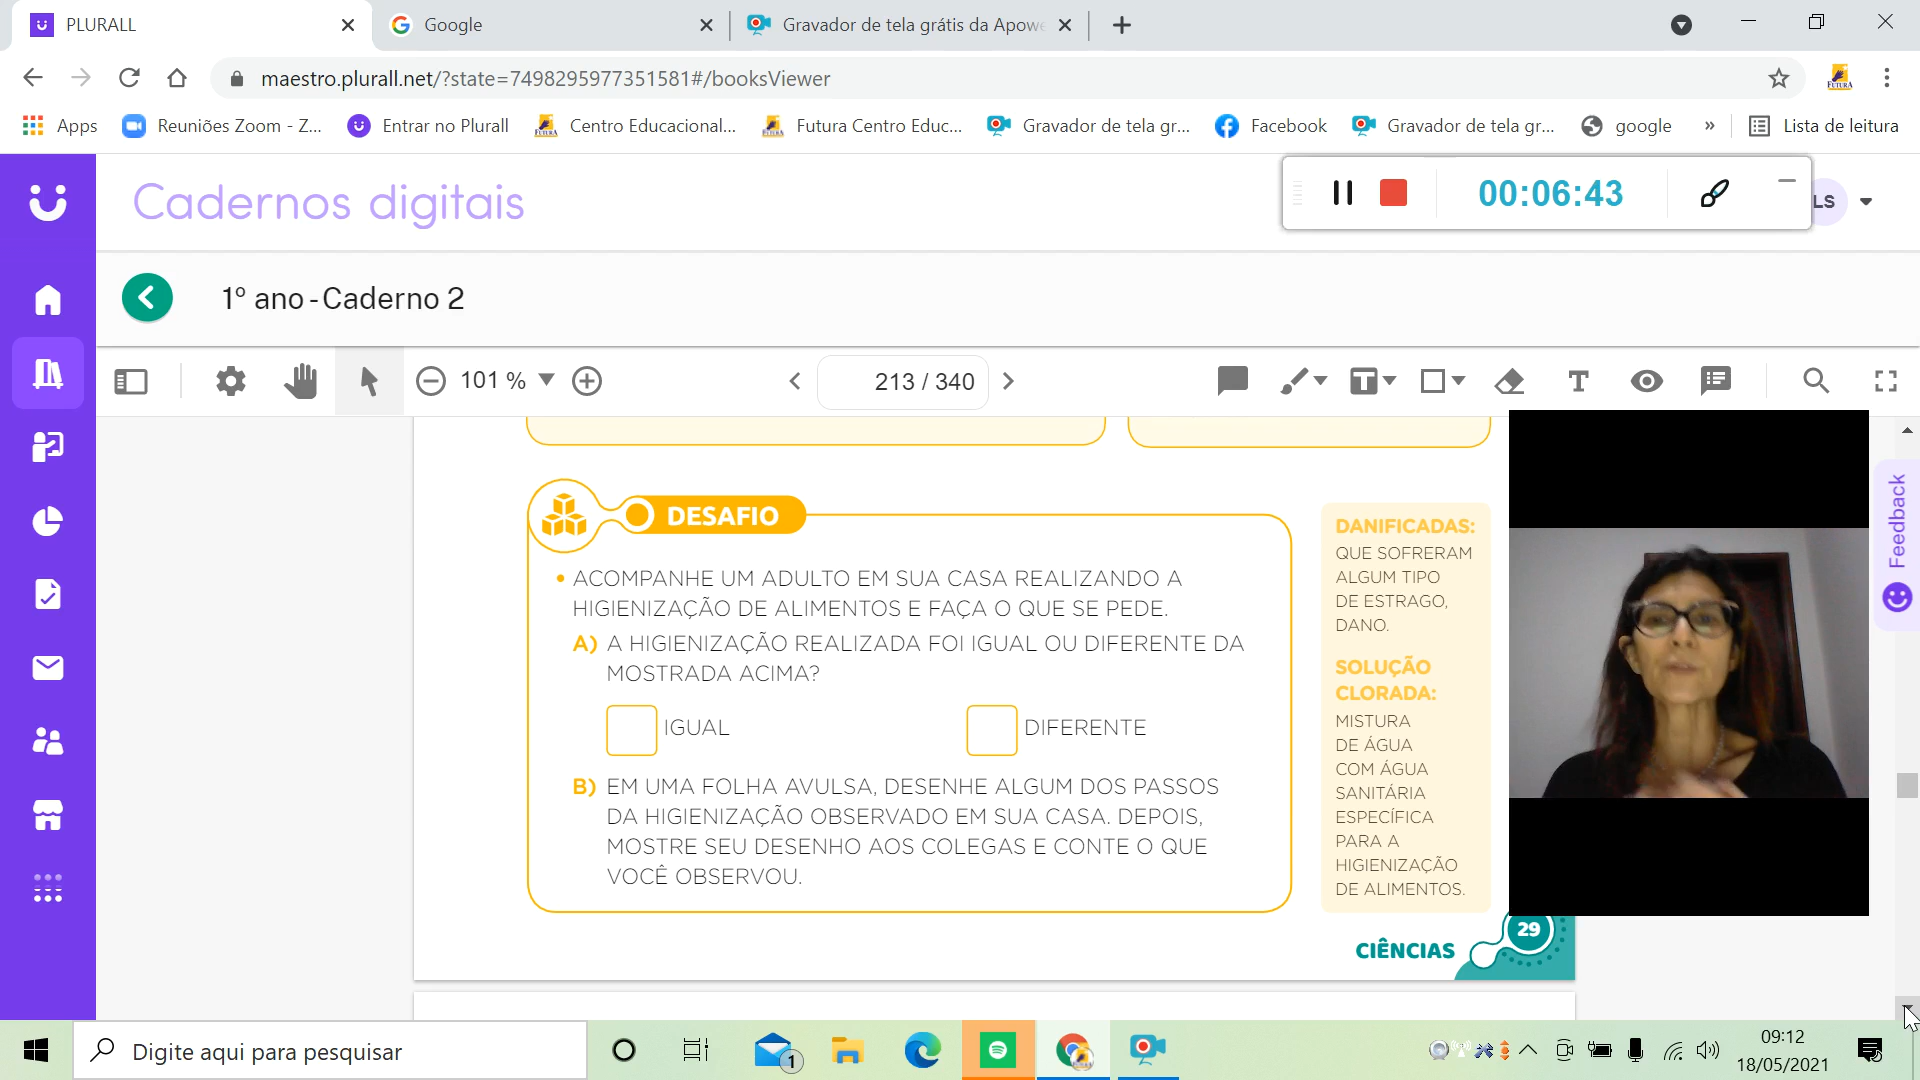 PLURALL
Google
Gravador de tela grátis da Apowe
maestro.plurall.net/?state=7498295977351581#/booksViewer
Apps
Reuniões Zoom - Z...
Entrar no Plurall
Centro Educacional...
Futura Centro Educ...
Gravador de tela gr...
Facebook
Gravador de tela gr...
google
»
Lista de leitura
Cadernos digitais
00:06:43
LS
1º ano - Caderno 2
101 %
213 / 340
DESAFIO
• ACOMPANHE UM ADULTO EM SUA CASA REALIZANDO A
HIGIENIZAÇÃO DE ALIMENTOS E FAÇA O QUE SE PEDE.
A) A HIGIENIZAÇÃO REALIZADA FOI IGUAL OU DIFERENTE DA
MOSTRADA ACIMA?
IGUAL
DIFERENTE
B) EM UMA FOLHA AVULSA, DESENHE ALGUM DOS PASSOS
DA HIGIENIZAÇÃO OBSERVADO EM SUA CASA. DEPOIS,
MOSTRE SEU DESENHO AOS COLEGAS E CONTE O QUE
VOCÊ OBSERVOU.
DANIFICADAS:
QUE SOFRERAM
ALGUM TIPO
DE ESTRAGO,
DANO.
SOLUÇÃO
CLORADA:
MISTURA
DE ÁGUA
COM ÁGUA
SANITÁRIA
ESPECÍFICA
PARA A
HIGIENIZAÇÃO
DE ALIMENTOS.
Feedback
CIÊNCIAS
29
Digite aqui para pesquisar
1
09:12
18/05/2021